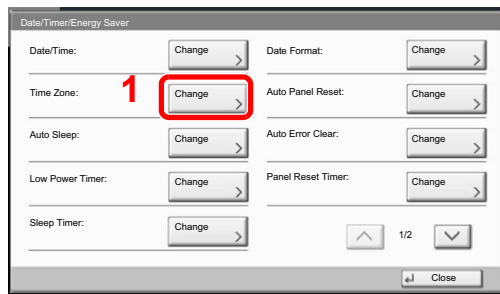 Date/Timer/Energy Saver
Date/Time: Change Date Format: Change
Time Zone: 1 Change Auto Panel Reset: Change
Auto Sleep: Change Auto Error Clear: Change
Low Power Timer: Change Panel Reset Timer: Change
Sleep Timer: Change 1/2
Close